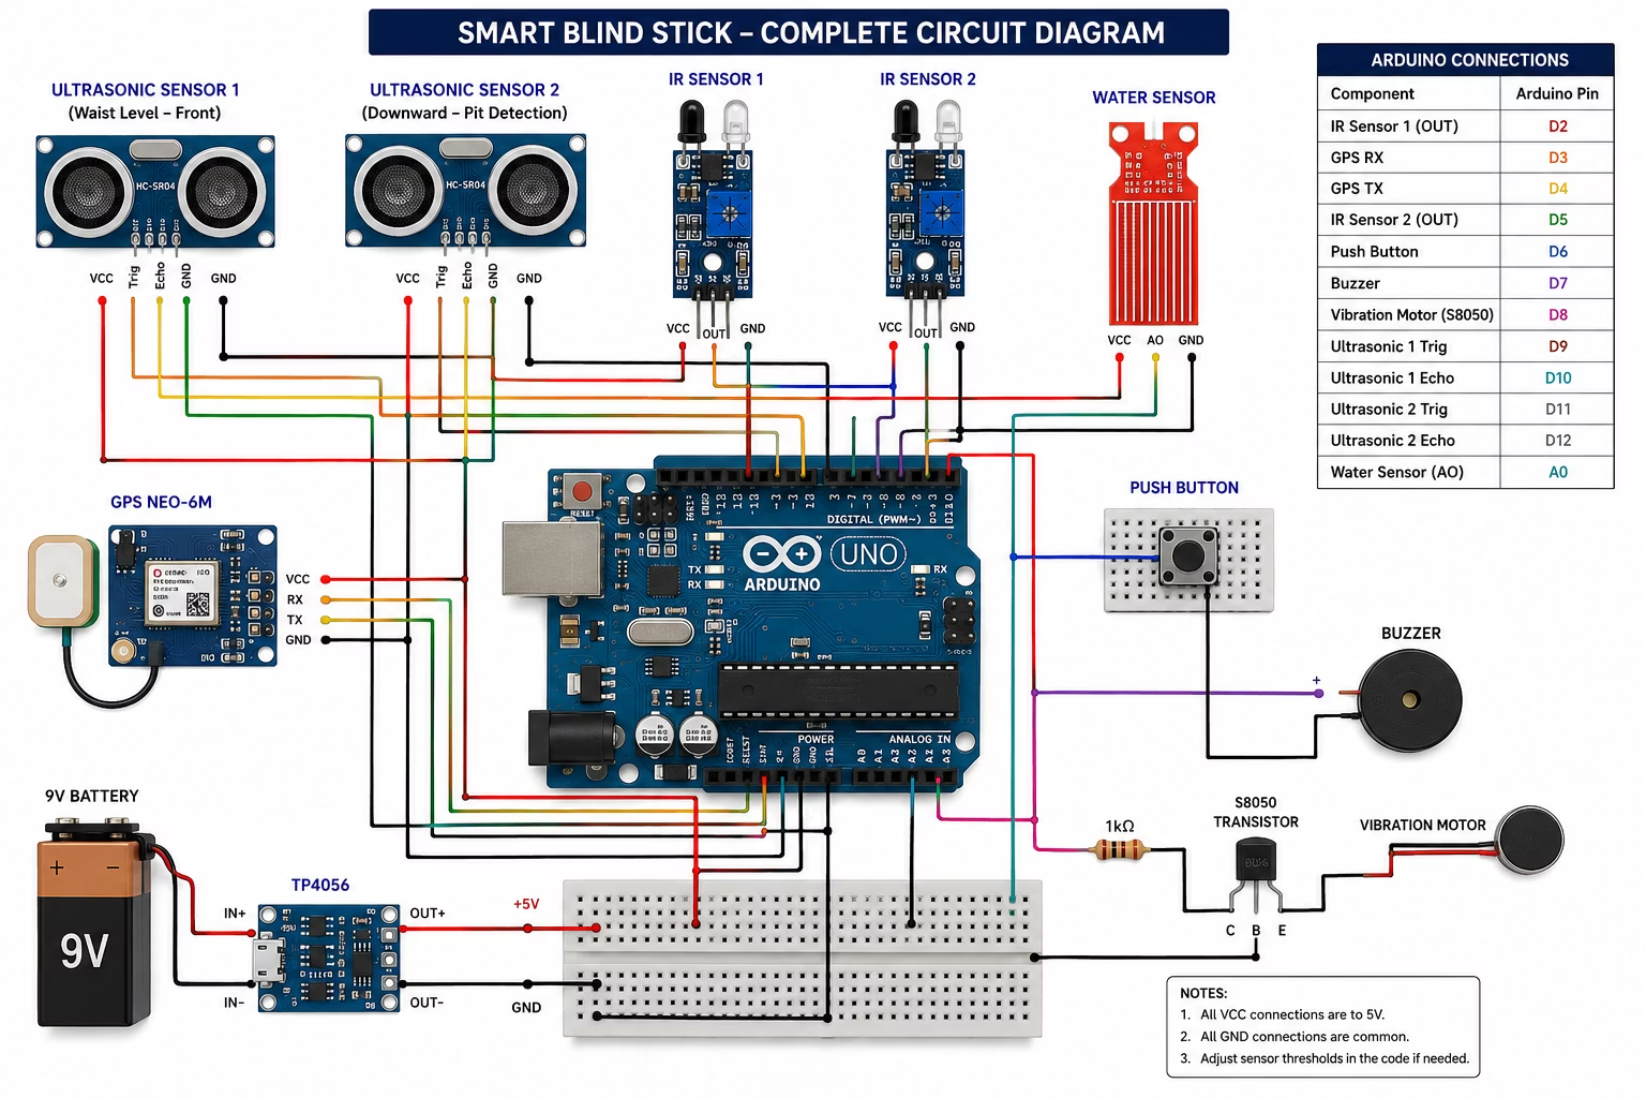 SMART BLIND STICK – COMPLETE CIRCUIT DIAGRAM
ULTRASONIC SENSOR 1
(Waist Level – Front)
ULTRASONIC SENSOR 2
(Downward – Pit Detection)
IR SENSOR 1
IR SENSOR 2
WATER SENSOR
HC-SR04
HC-SR04
VCC Trig Echo GND GND
VCC Trig Echo GND GND
VCC OUT GND
VCC OUT GND
VCC AO GND
ARDUINO CONNECTIONS
Component Arduino Pin
IR Sensor 1 (OUT) D2
GPS RX D3
GPS TX D4
IR Sensor 2 (OUT) D5
Push Button D6
Buzzer D7
Vibration Motor (S8050) D8
Ultrasonic 1 Trig D9
Ultrasonic 1 Echo D10
Ultrasonic 2 Trig D11
Ultrasonic 2 Echo D12
Water Sensor (AO) A0
GPS NEO-6M
VCC
RX
TX
GND
RESET
DIGITAL (PWM~)
TX
RX
ARDUINO
UNO
RX
POWER
ANALOG IN
A0 A1
PUSH BUTTON
BUZZER
+
9V BATTERY
+ −
9V
TP4056
IN+
IN−
OUT+
OUT−
+5V
GND
1kΩ
S8050
TRANSISTOR
C B E
VIBRATION MOTOR
NOTES:
1. All VCC connections are to 5V.
2. All GND connections are common.
3. Adjust sensor thresholds in the code if needed.